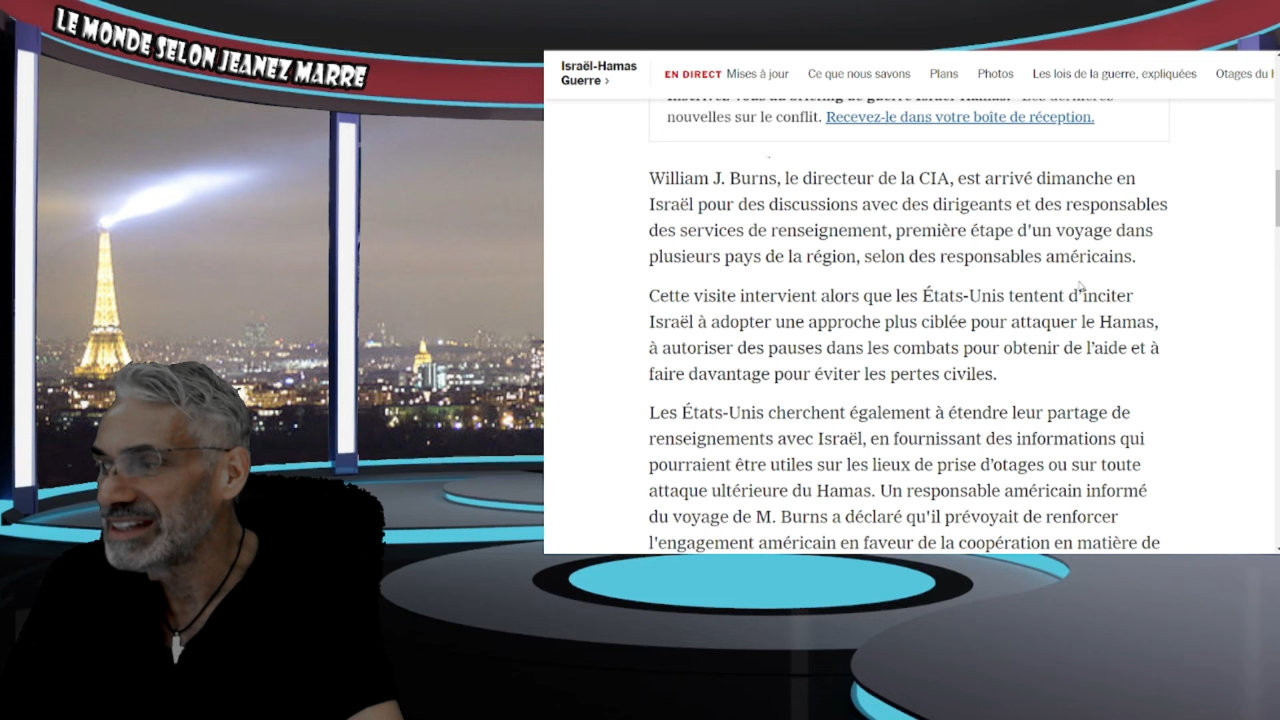 LE MONDE SELON JEANEZ MARRE
Israël-Hamas
Guerre ›
EN DIRECT Mises à jour Ce que nous savons Plans Photos Les lois de la guerre, expliquées Otages du
nouvelles sur le conflit. Recevez-le dans votre boîte de réception.
William J. Burns, le directeur de la CIA, est arrivé dimanche en
Israël pour des discussions avec des dirigeants et des responsables
des services de renseignement, première étape d'un voyage dans
plusieurs pays de la région, selon des responsables américains.
Cette visite intervient alors que les États-Unis tentent d'inciter
Israël à adopter une approche plus ciblée pour attaquer le Hamas,
à autoriser des pauses dans les combats pour obtenir de l’aide et à
faire davantage pour éviter les pertes civiles.
Les États-Unis cherchent également à étendre leur partage de
renseignements avec Israël, en fournissant des informations qui
pourraient être utiles sur les lieux de prise d’otages ou sur toute
attaque ultérieure du Hamas. Un responsable américain informé
du voyage de M. Burns a déclaré qu'il prévoyait de renforcer
l'engagement américain en faveur de la coopération en matière de